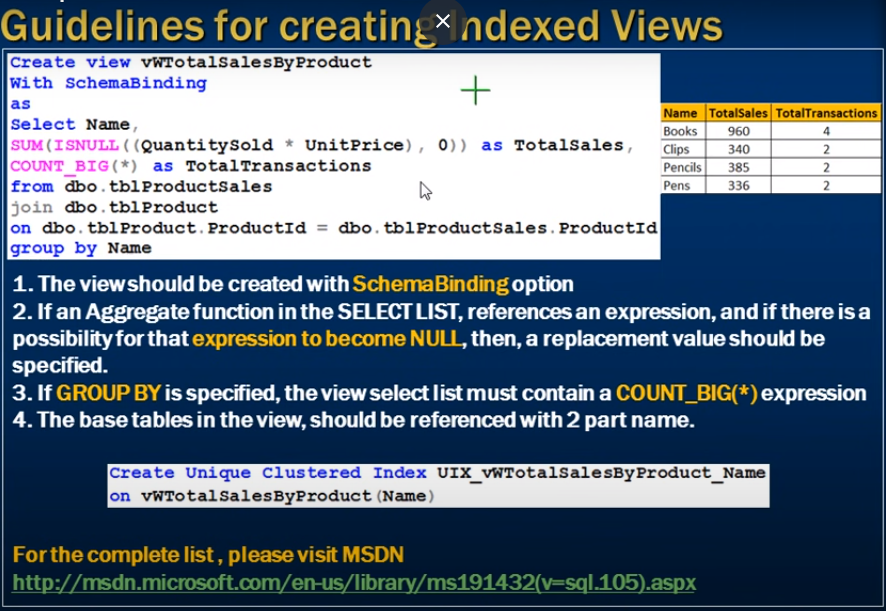 Guidelines for creating Indexed Views
Create view vWTotalSalesByProduct
With SchemaBinding
as
Select Name,
SUM(ISNULL((QuantitySold * UnitPrice), 0)) as TotalSales,
COUNT_BIG(*) as TotalTransactions
from dbo.tblProductSales
join dbo.tblProduct
on dbo.tblProduct.ProductId = dbo.tblProductSales.ProductId
group by Name
Name TotalSales TotalTransactions
Books 960 4
Clips 340 2
Pencils 385 2
Pens 336 2
1. The view should be created with SchemaBinding option
2. If an Aggregate function in the SELECT LIST, references an expression, and if there is a
possibility for that expression to become NULL, then, a replacement value should be
specified.
3. If GROUP BY is specified, the view select list must contain a COUNT_BIG(*) expression
4. The base tables in the view, should be referenced with 2 part name.
Create Unique Clustered Index UIX_vWTotalSalesByProduct_Name
on vWTotalSalesByProduct(Name)
For the complete list , please visit MSDN
http://msdn.microsoft.com/en-us/library/ms191432(v=sql.105).aspx